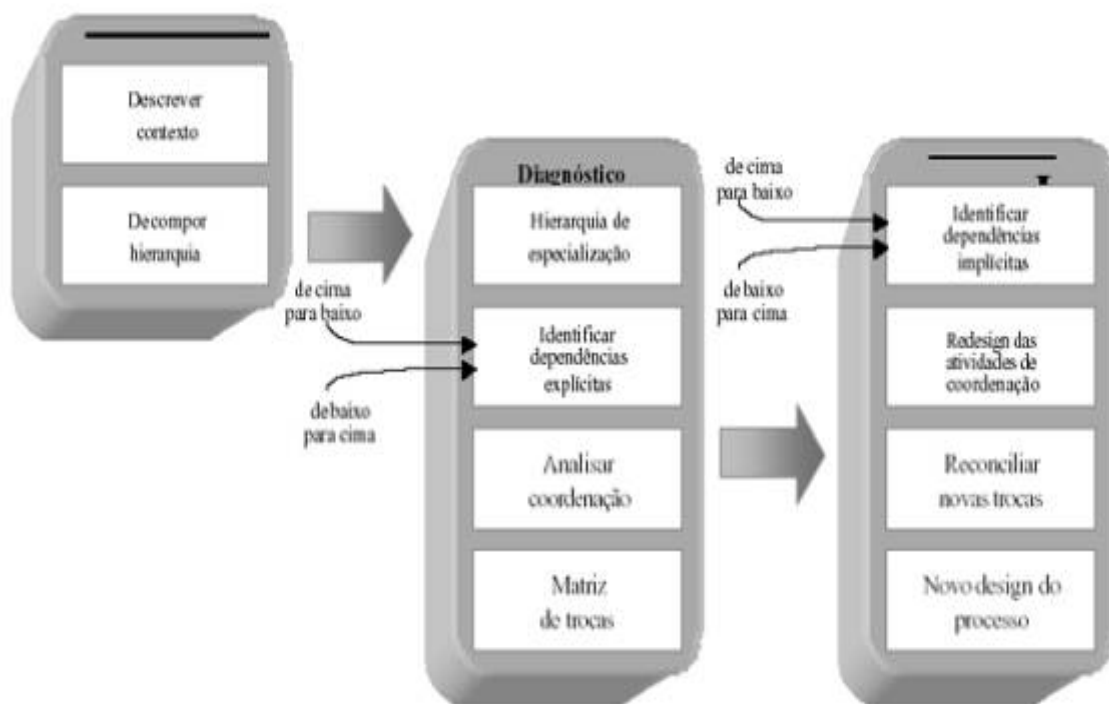 Descrever
contexto
Decompor
hierarquia
Diagnóstico
Hierarquia de
especialização
de cima
para baixo
Identificar
dependências
explícitas
de baixo
para cima
Analisar
coordenação
Matriz
de trocas
de cima
para baixo
Identificar
dependências
implícitas
de baixo
para cima
Redesign das
atividades de
coordenação
Reconciliar
novas trocas
Novo design do
processo